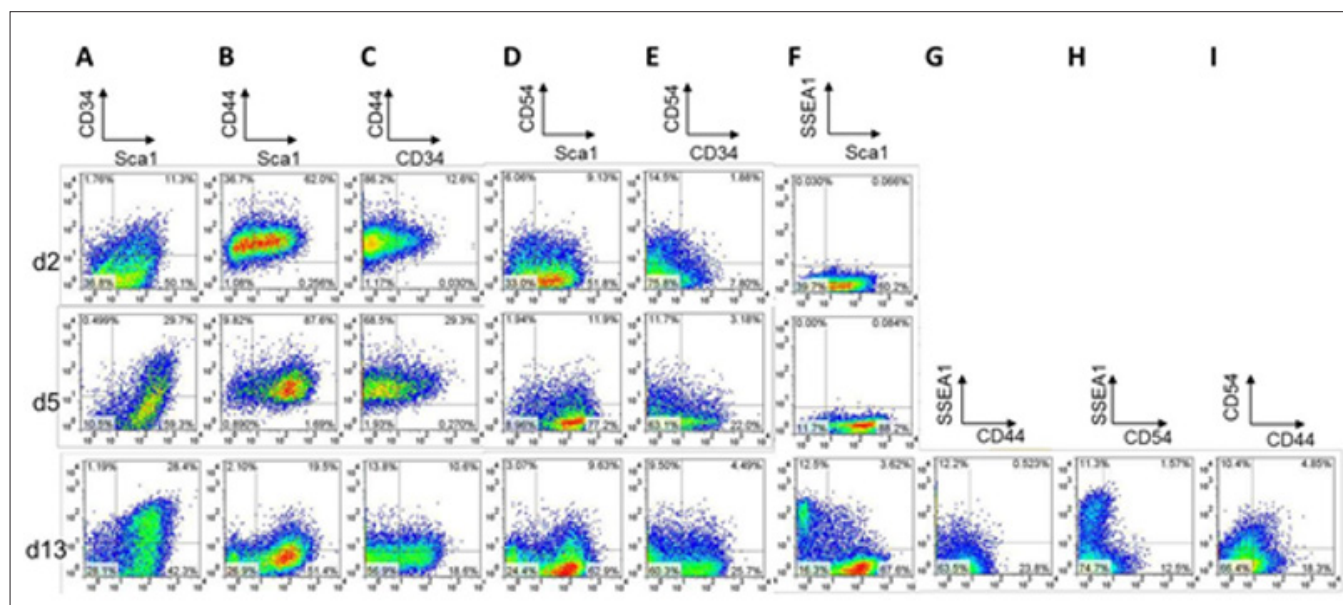 A B C D E F G H I
CD34 CD44 CD44 CD54 CD54 SSEA1
Sca1 Sca1 CD34 Sca1 CD34 Sca1
1.76% 11.3% 36.7% 62.0% 86.2% 12.6% 6.06% 9.13% 14.5% 1.88% 0.030% 0.066%
d2
36.8% 50.1% 1.06% 0.256% 1.17% 0.030% 33.0% 51.8% 75.8% 7.80% 39.7% 60.2%
0.499% 29.7% 9.82% 87.6% 68.5% 29.3% 1.94% 11.9% 11.7% 3.18% 0.00% 0.084%
d5
10.5% 59.3% 0.890% 1.69% 1.93% 0.270% 8.96% 77.2% 63.1% 22.0% 11.7% 88.2%
SSEA1 SSEA1 CD54
CD44 CD54 CD44
1.19% 28.4% 2.10% 19.5% 13.8% 10.6% 3.07% 9.63% 9.50% 4.49% 12.5% 3.62% 12.2% 0.523% 11.3% 1.57% 10.4% 4.85%
d13
28.1% 42.3% 26.9% 51.4% 56.9% 18.6% 24.4% 62.9% 60.3% 25.7% 16.3% 67.6% 63.5% 23.8% 74.7% 12.5% 66.4% 18.3%